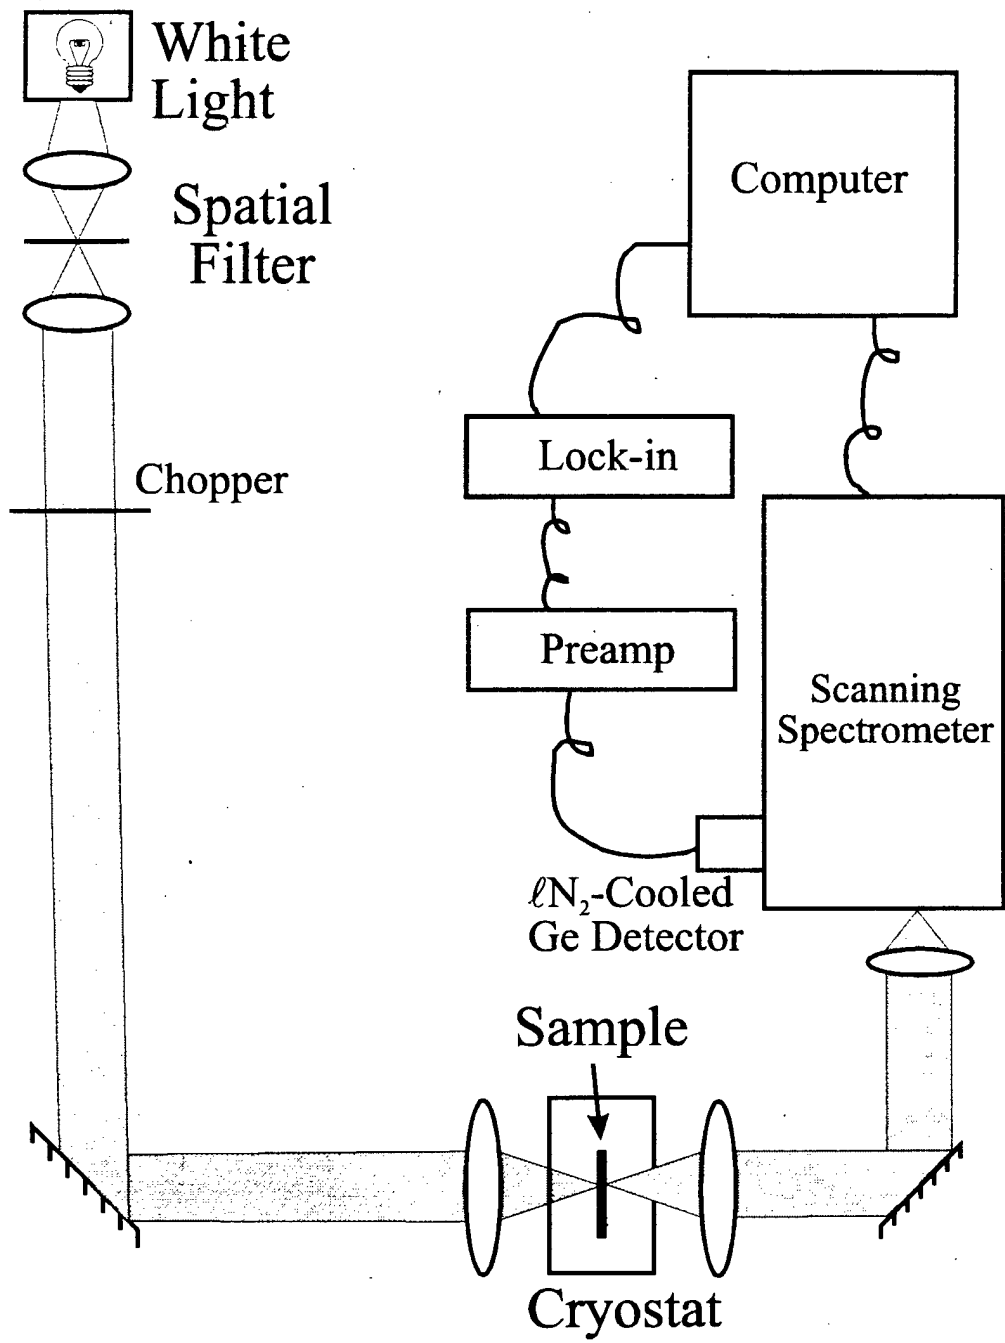 White
Light
Spatial
Filter
Computer
Lock-in
Chopper
Preamp
Scanning
Spectrometer
ℓN₂-Cooled
Ge Detector
Sample
Cryostat